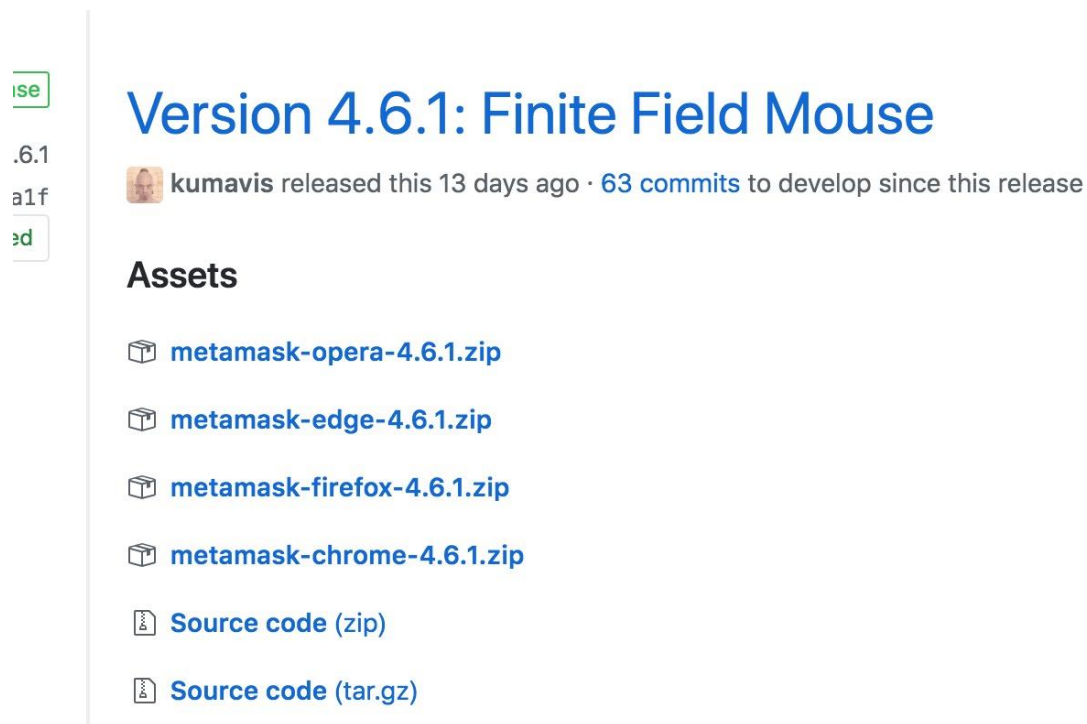 Version 4.6.1: Finite Field Mouse
.6.1
kumavis released this 13 days ago · 63 commits to develop since this release
a1f
Assets
metamask-opera-4.6.1.zip
metamask-edge-4.6.1.zip
metamask-firefox-4.6.1.zip
metamask-chrome-4.6.1.zip
Source code (zip)
Source code (tar.gz)